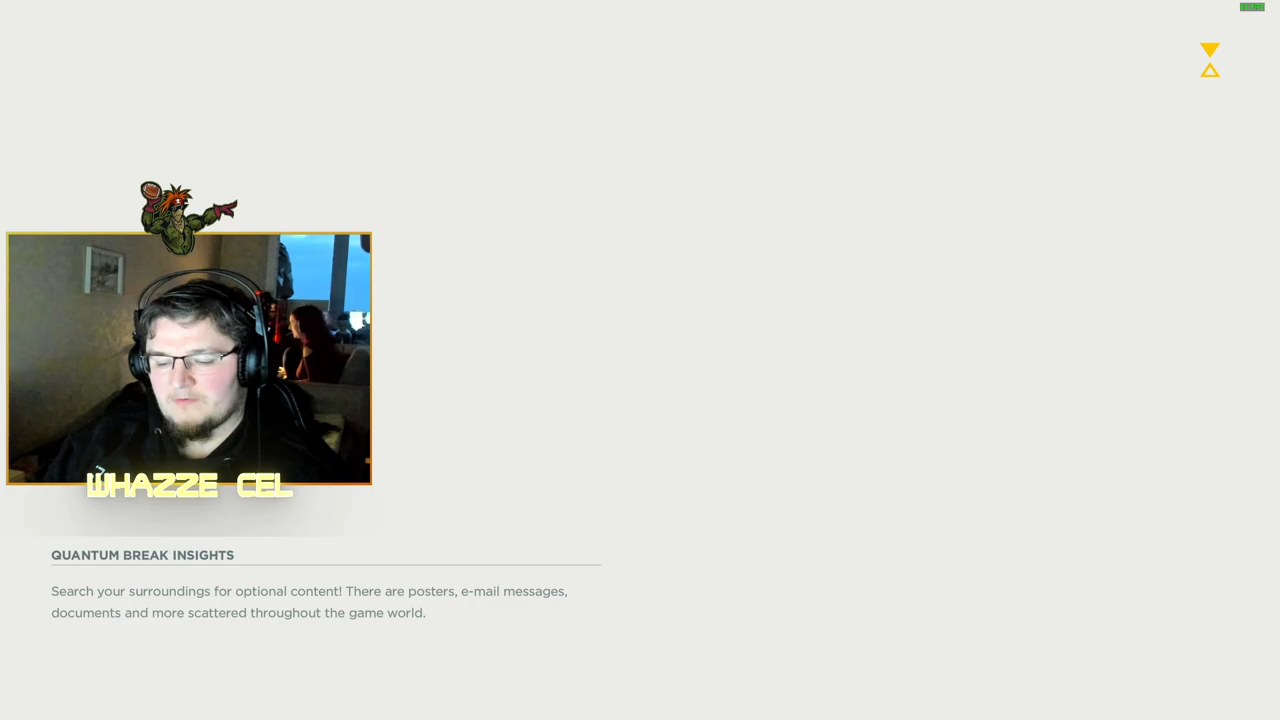 WHAZZE CEL
QUANTUM BREAK INSIGHTS
Search your surroundings for optional content! There are posters, e-mail messages,
documents and more scattered throughout the game world.